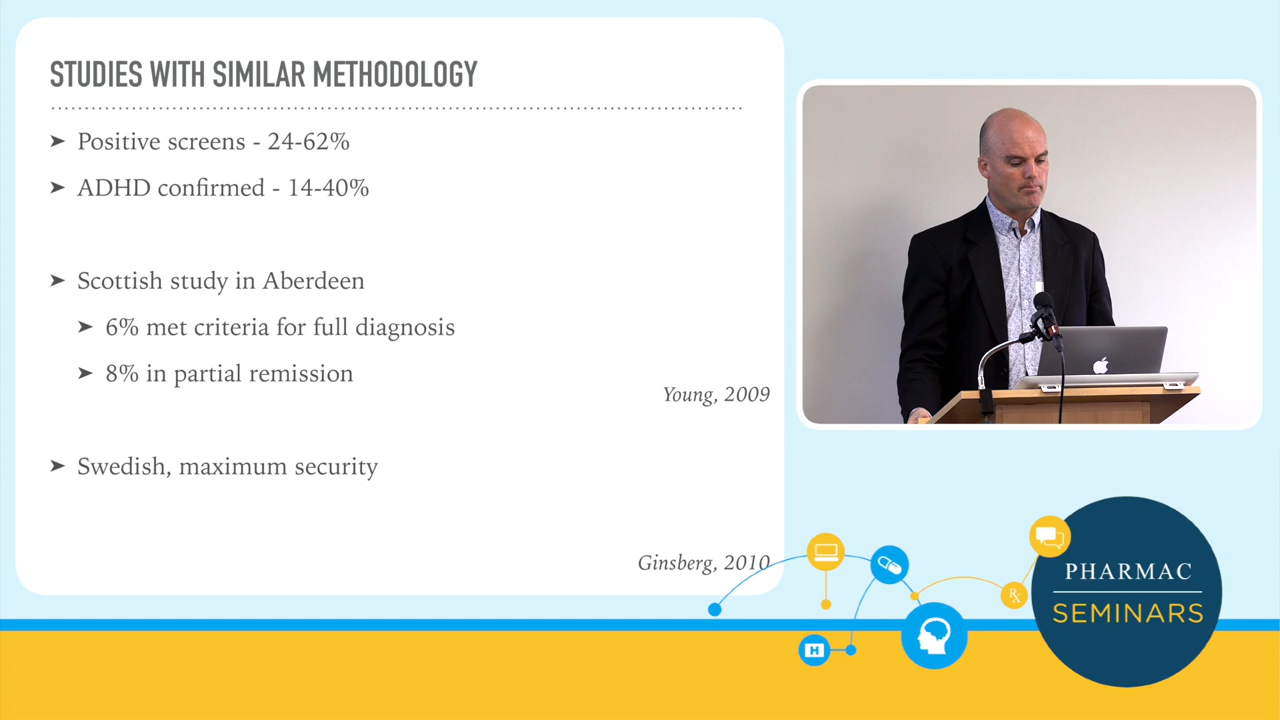 STUDIES WITH SIMILAR METHODOLOGY
➤ Positive screens - 24-62%
➤ ADHD confirmed - 14-40%
➤ Scottish study in Aberdeen
➤ 6% met criteria for full diagnosis
➤ 8% in partial remission
Young, 2009
➤ Swedish, maximum security
Ginsberg, 2010
PHARMAC
SEMINARS
Rx
H